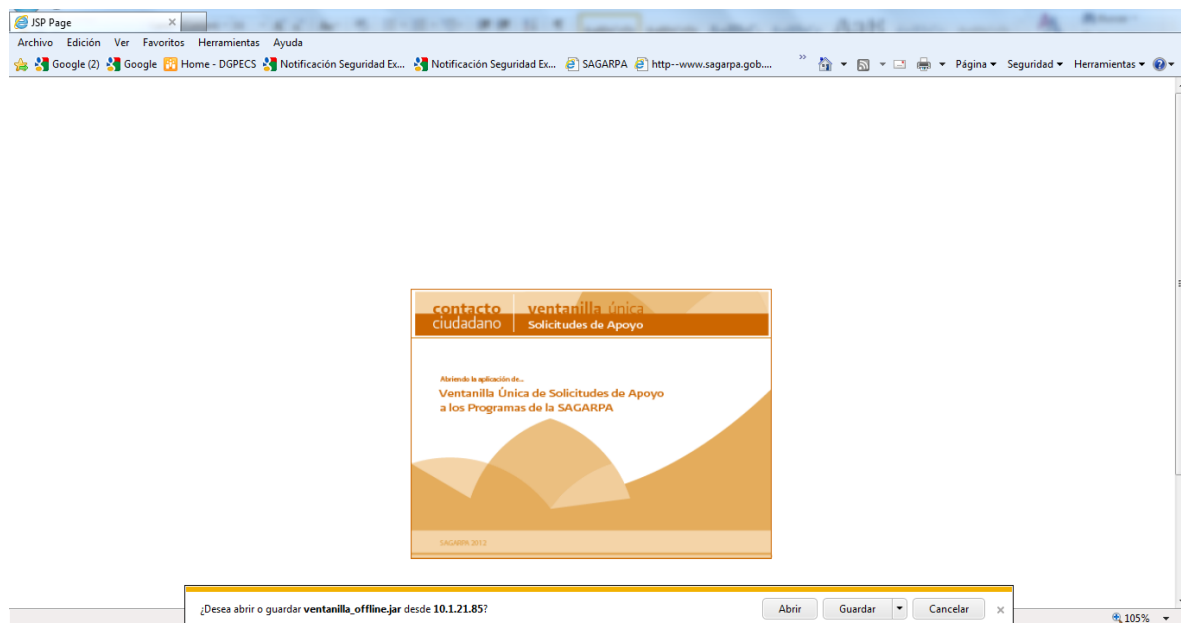 JSP Page
Archivo Edición Ver Favoritos Herramientas Ayuda
Google (2) Google Home - DGPECS Notificación Seguridad Ex... Notificación Seguridad Ex... SAGARPA http--www.sagarpa.gob.... » Página Seguridad Herramientas
contacto ventanilla única
ciudadano Solicitudes de Apoyo
Abriendo la aplicación de...
Ventanilla Única de Solicitudes de Apoyo
a los Programas de la SAGARPA
SAGARPA 2012
¿Desea abrir o guardar ventanilla_offline.jar desde 10.1.21.85? Abrir Guardar Cancelar
105%